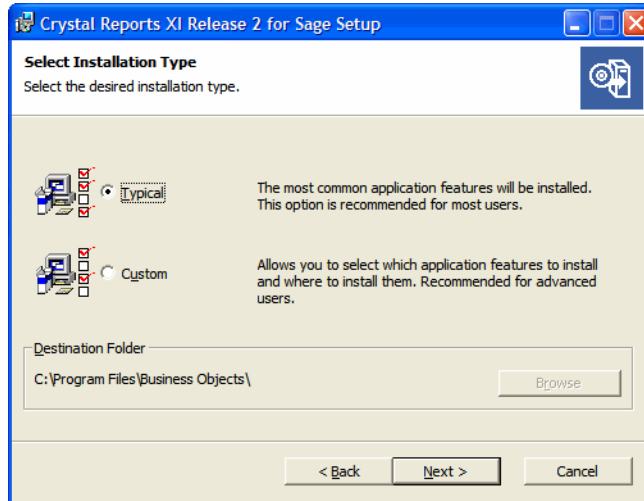 Crystal Reports XI Release 2 for Sage Setup
Select Installation Type
Select the desired installation type.
Typical
The most common application features will be installed.
This option is recommended for most users.
Custom
Allows you to select which application features to install
and where to install them. Recommended for advanced
users.
Destination Folder
C:\Program Files\Business Objects\
Browse
< Back
Next >
Cancel